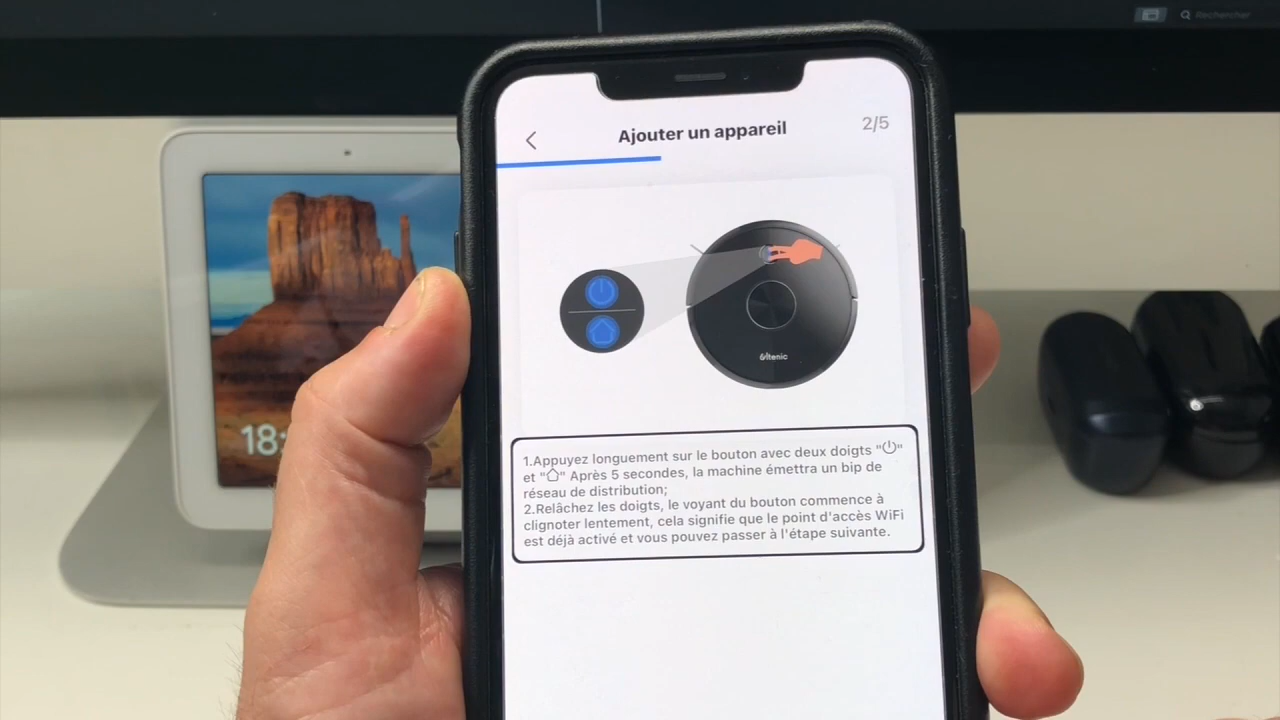 Rechercher
Ajouter un appareil
2/5
Ultenic
18:
1.Appuyez longuement sur le bouton avec deux doigts "⏻"
et "⌂" Après 5 secondes, la machine émettra un bip de
réseau de distribution;
2.Relâchez les doigts, le voyant du bouton commence à
clignoter lentement, cela signifie que le point d'accès WiFi
est déjà activé et vous pouvez passer à l'étape suivante.